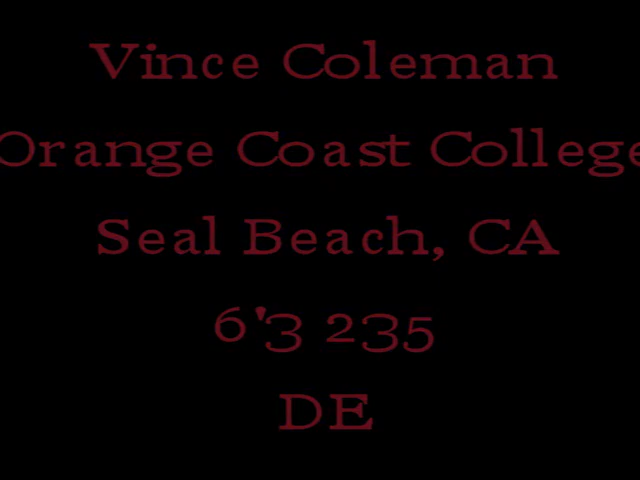 Vince Coleman
Orange Coast College
Seal Beach, CA
6'3 235
DE